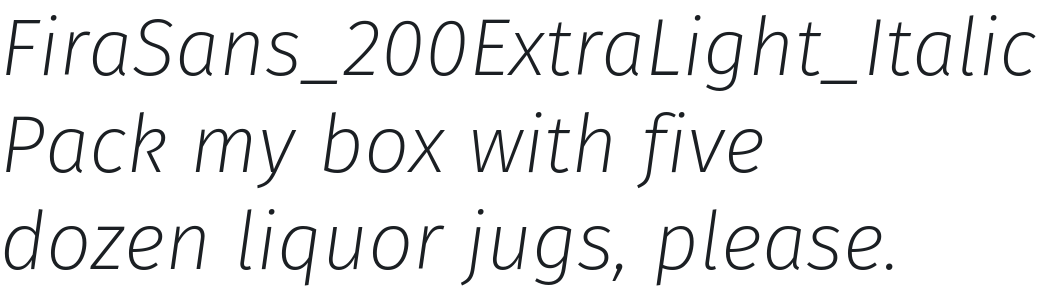 FiraSans_200ExtraLight_Italic
Pack my box with five
dozen liquor jugs, please.